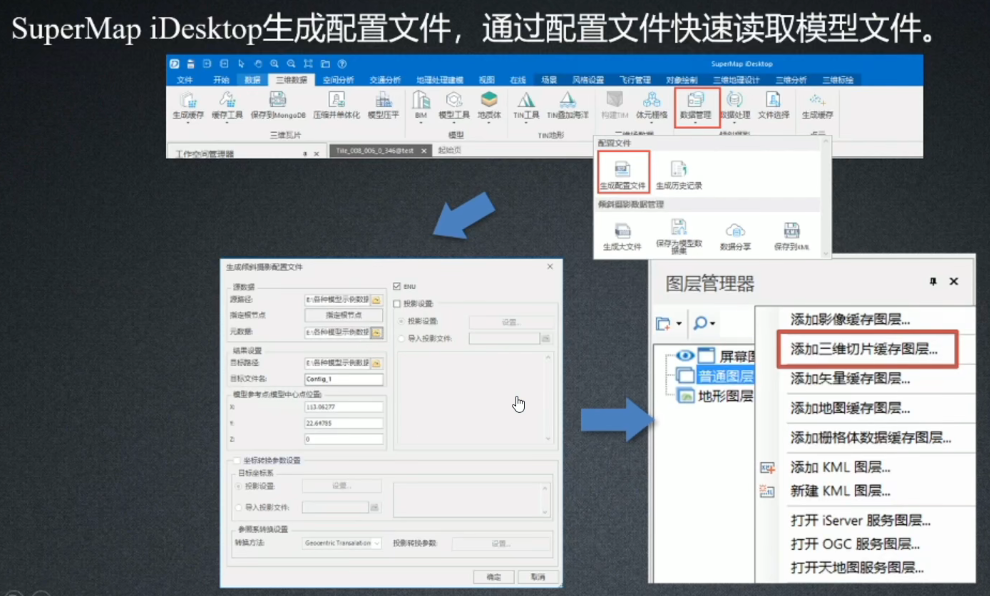 SuperMap iDesktop生成配置文件，通过配置文件快速读取模型文件。
SuperMap iDesktop
文件 开始 数据 三维数据 空间分析 交通分析 地理处理建模 视图 在线 场景 风格设置 飞行管理 对象绘制 三维地理设计 三维分析 三维标绘
生成缓存 缓存工具 保存到MongoDB 压缩并单体化 模型压平 BIM 模型工具 地质体 TIN工具 TIN叠加海洋 构建TIM 体元栅格 数据管理 数据处理 文件选择 生成缓存
三维瓦片 模型 TIN地形
工作空间管理器 Tile_008_006_0_346@test 起始页
配置文件
生成配置文件 生成历史记录
倾斜摄影数据管理
生成大文件 保存为模型数据集 数据分享 保存到KML
生成倾斜摄影配置文件
源数据
源路径: E:\各种模型示例数据
指定根节点 指定根节点
元数据: E:\各种模型示例数据
结果设置
目标路径: E:\各种模型示例数据
目标文件名: Config_1
模型参考点(模型中心点)位置:
X: 113.06277
Y: 22.64795
Z: 0
ENU
投影设置:
投影设置: 设置...
导入投影文件:
坐标转换参数设置
目标坐标系
投影设置: 设置...
导入投影文件:
参照系转换设置
转换方法: Geocentric Transalation 投影转换参数: 设置...
确定 取消
图层管理器
屏幕图
普通图层
地形图层
添加影像缓存图层...
添加三维切片缓存图层...
添加矢量缓存图层...
添加地图缓存图层...
添加栅格体数据缓存图层...
添加 KML 图层...
新建 KML 图层...
打开 iServer 服务图层...
打开 OGC 服务图层...
打开天地图服务图层...